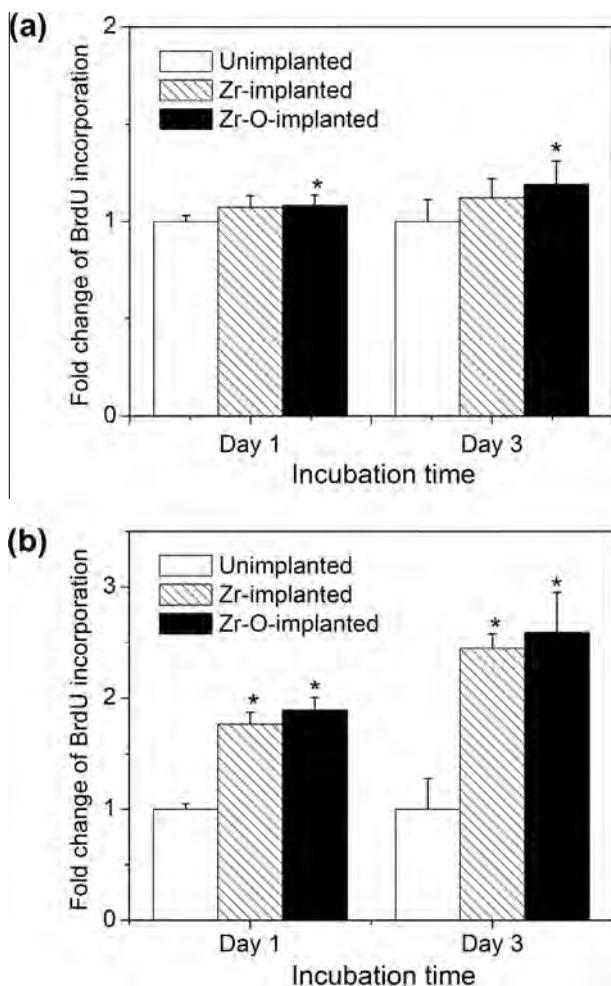 (a)
2
Unimplanted
Zr-implanted
Zr-O-implanted
*
*
1
0
Fold change of BrdU incorporation
Day 1
Day 3
Incubation time
(b)
3
Unimplanted
Zr-implanted
Zr-O-implanted
*
*
*
*
2
1
0
Fold change of BrdU incorporation
Day 1
Day 3
Incubation time